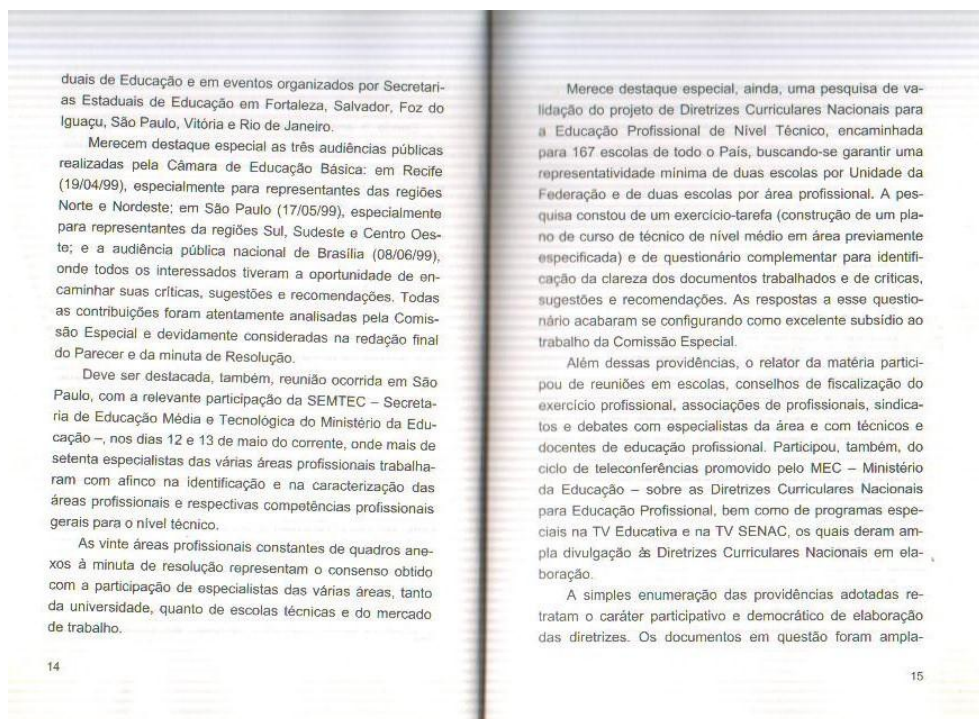 duais de Educação e em eventos organizados por Secretari-
as Estaduais de Educação em Fortaleza, Salvador, Foz do
Iguaçu, São Paulo, Vitória e Rio de Janeiro.
Merecem destaque especial as três audiências públicas
realizadas pela Câmara de Educação Básica: em Recife
(19/04/99), especialmente para representantes das regiões
Norte e Nordeste; em São Paulo (17/05/99), especialmente
para representantes da regiões Sul, Sudeste e Centro Oes-
te; e a audiência pública nacional de Brasília (08/06/99),
onde todos os interessados tiveram a oportunidade de en-
caminhar suas críticas, sugestões e recomendações. Todas
as contribuições foram atentamente analisadas pela Comis-
são Especial e devidamente consideradas na redação final
do Parecer e da minuta de Resolução.
Deve ser destacada, também, reunião ocorrida em São
Paulo, com a relevante participação da SEMTEC – Secreta-
ria de Educação Média e Tecnológica do Ministério da Edu-
cação –, nos dias 12 e 13 de maio do corrente, onde mais de
setenta especialistas das várias áreas profissionais trabalha-
ram com afinco na identificação e na caracterização das
áreas profissionais e respectivas competências profissionais
gerais para o nível técnico.
As vinte áreas profissionais constantes de quadros ane-
xos à minuta de resolução representam o consenso obtido
com a participação de especialistas das várias áreas, tanto
da universidade, quanto de escolas técnicas e do mercado
de trabalho.
14
Merece destaque especial, ainda, uma pesquisa de va-
lidação do projeto de Diretrizes Curriculares Nacionais para
a Educação Profissional de Nível Técnico, encaminhada
para 167 escolas de todo o País, buscando-se garantir uma
representatividade mínima de duas escolas por Unidade da
Federação e de duas escolas por área profissional. A pes-
quisa constou de um exercício-tarefa (construção de um pla-
no de curso de técnico de nível médio em área previamente
especificada) e de questionário complementar para identifi-
cação da clareza dos documentos trabalhados e de críticas,
sugestões e recomendações. As respostas a esse questio-
nário acabaram se configurando como excelente subsídio ao
trabalho da Comissão Especial.
Além dessas providências, o relator da matéria partici-
pou de reuniões em escolas, conselhos de fiscalização do
exercício profissional, associações de profissionais, sindica-
tos e debates com especialistas da área e com técnicos e
docentes de educação profissional. Participou, também, do
ciclo de teleconferências promovido pelo MEC – Ministério
da Educação – sobre as Diretrizes Curriculares Nacionais
para Educação Profissional, bem como de programas espe-
ciais na TV Educativa e na TV SENAC, os quais deram am-
pla divulgação às Diretrizes Curriculares Nacionais em ela-
boração.
A simples enumeração das providências adotadas re-
tratam o caráter participativo e democrático de elaboração
das diretrizes. Os documentos em questão foram ampla-
15